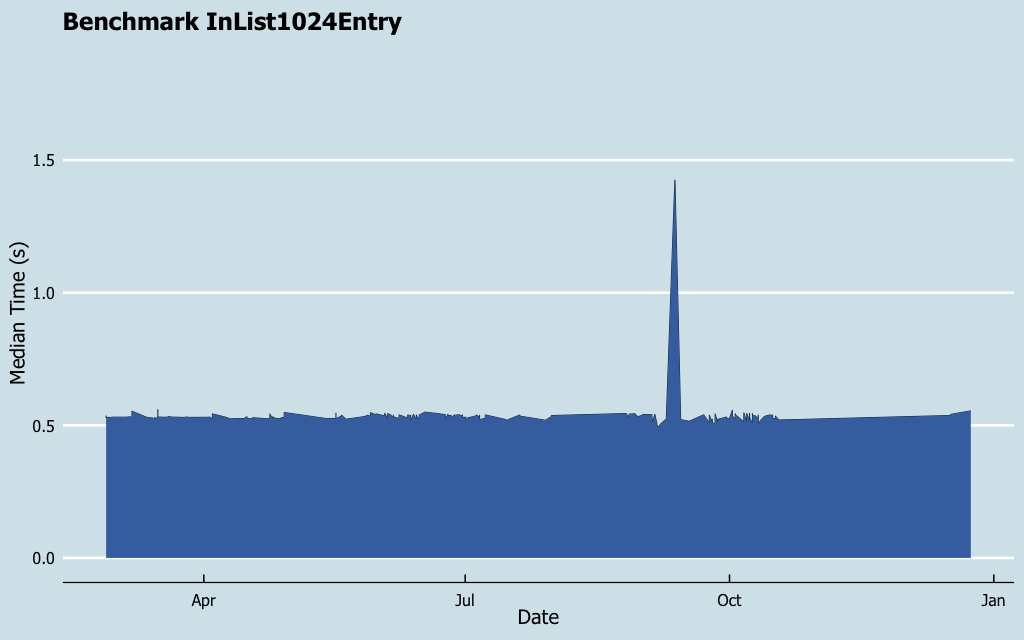 Benchmark InList1024Entry
Median Time (s)
1.5
1.0
0.5
0.0
Apr
Jul
Oct
Jan
Date